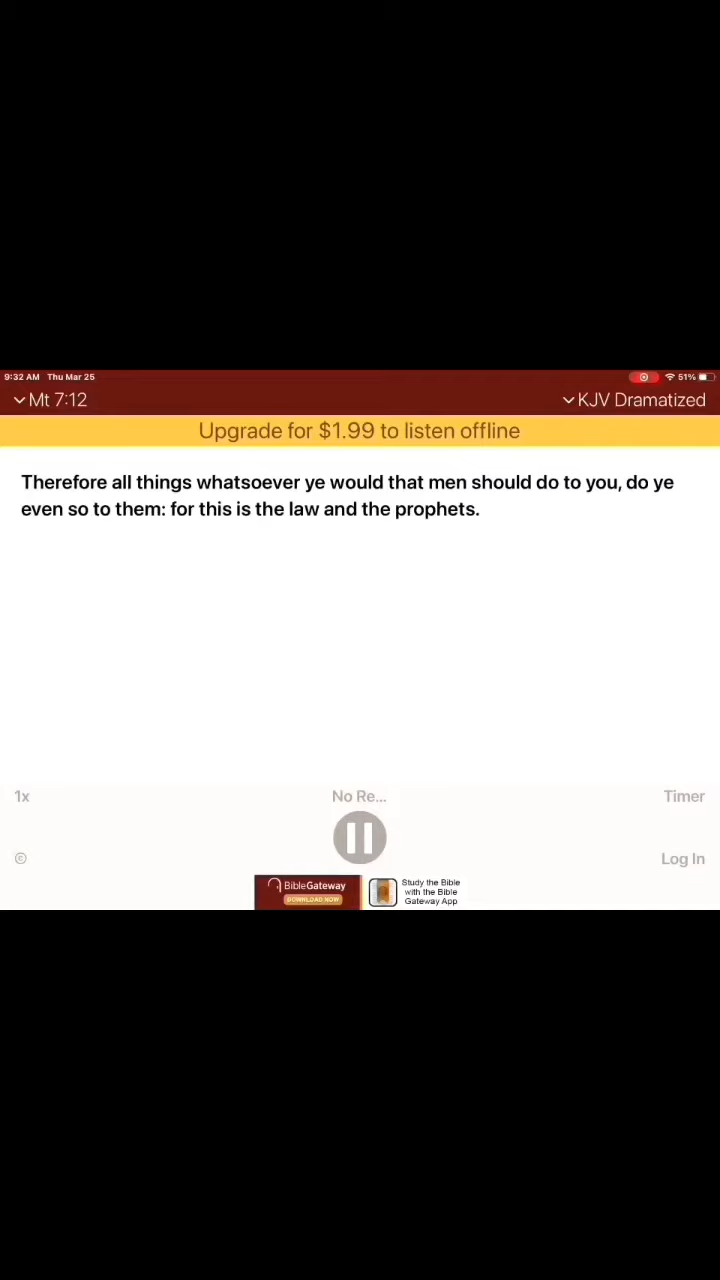 9:32 AM Thu Mar 25
51%
Mt 7:12
KJV Dramatized
Upgrade for $1.99 to listen offline
Therefore all things whatsoever ye would that men should do to you, do ye
even so to them: for this is the law and the prophets.
1x
No Re...
Timer
©
Log In
BibleGateway
DOWNLOAD NOW
Study the Bible
with the Bible
Gateway App